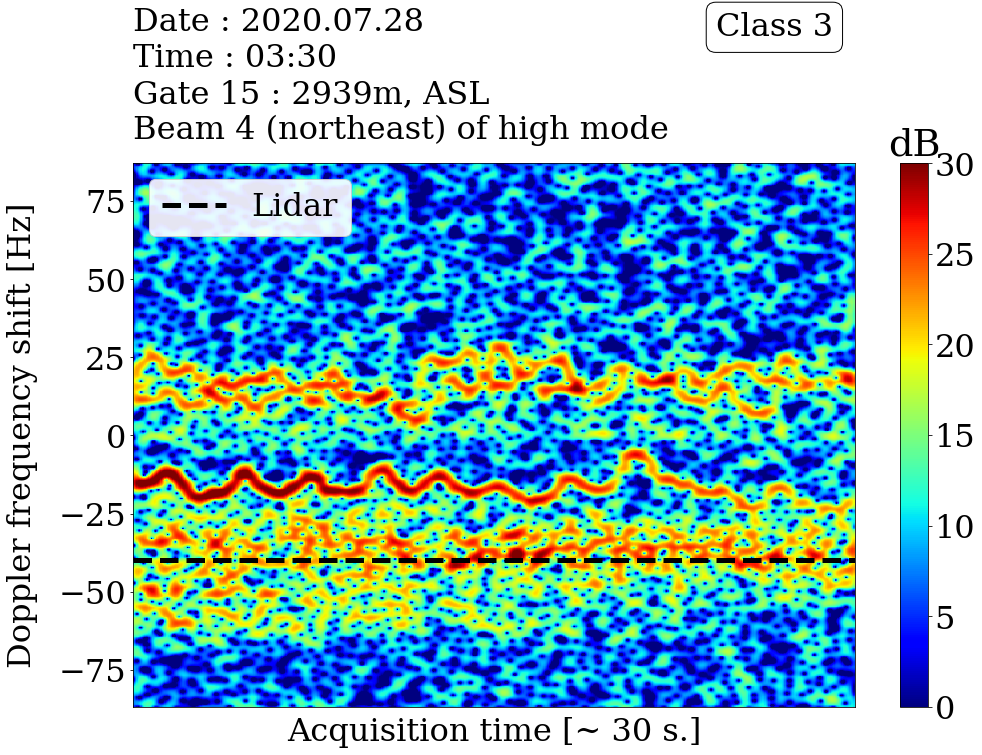 Date : 2020.07.28
Class 3
Time : 03:30
Gate 15 : 2939m, ASL
Beam 4 (northeast) of high mode
dB
Lidar
Doppler frequency shift [Hz]
75
50
25
0
−25
−50
−75
30
25
20
15
10
5
0
Acquisition time [~ 30 s.]